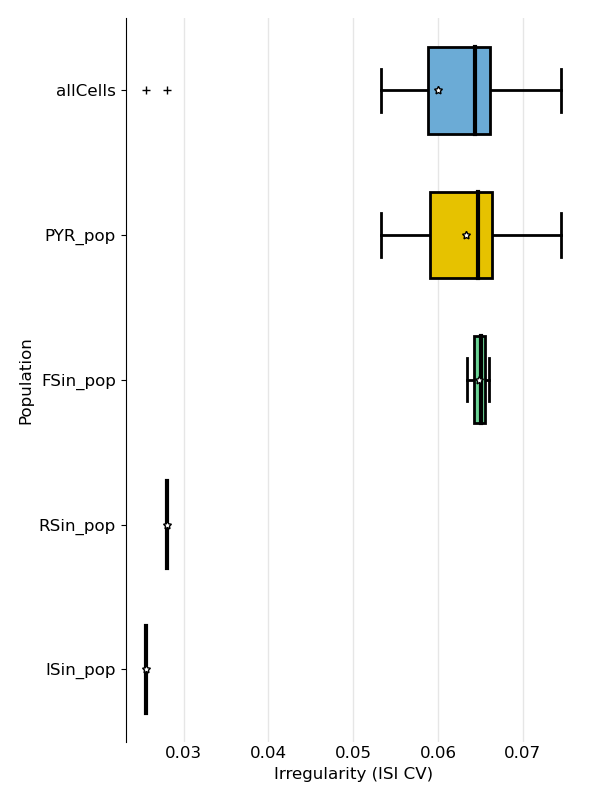 allCells
PYR_pop
FSin_pop
RSin_pop
ISin_pop
Population
0.03 0.04 0.05 0.06 0.07
Irregularity (ISI CV)